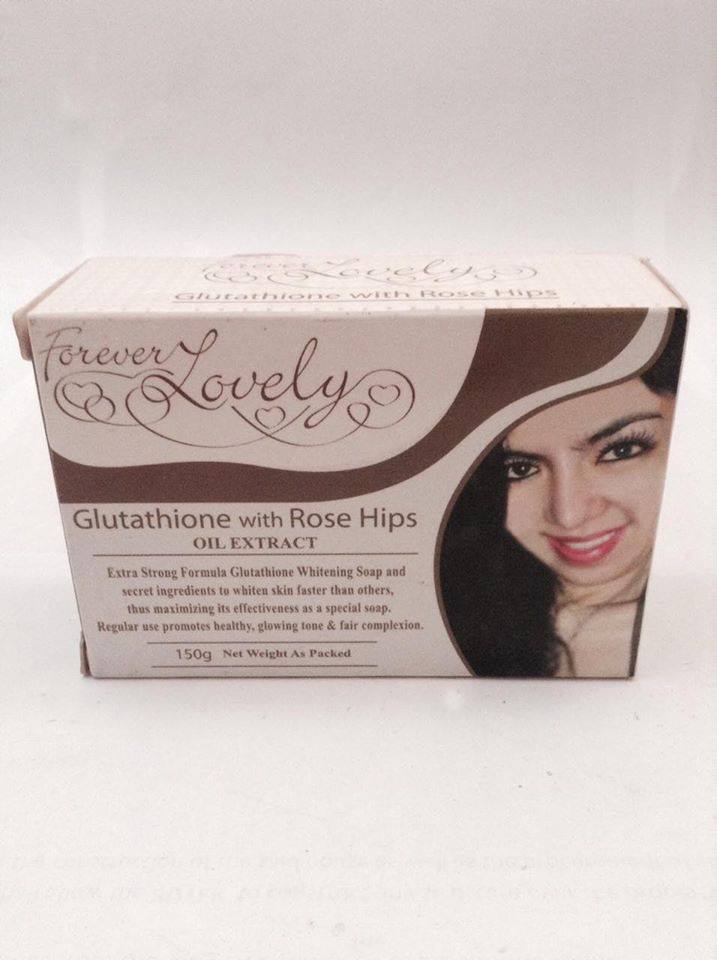 Forever Lovely
Glutathione with Rose Hips
Forever Lovely
Glutathione with Rose Hips
OIL EXTRACT
Extra Strong Formula Glutathione Whitening Soap and
secret ingredients to whiten skin faster than others,
thus maximizing its effectiveness as a special soap.
Regular use promotes healthy, glowing tone & fair complexion.
150g Net Weight As Packed